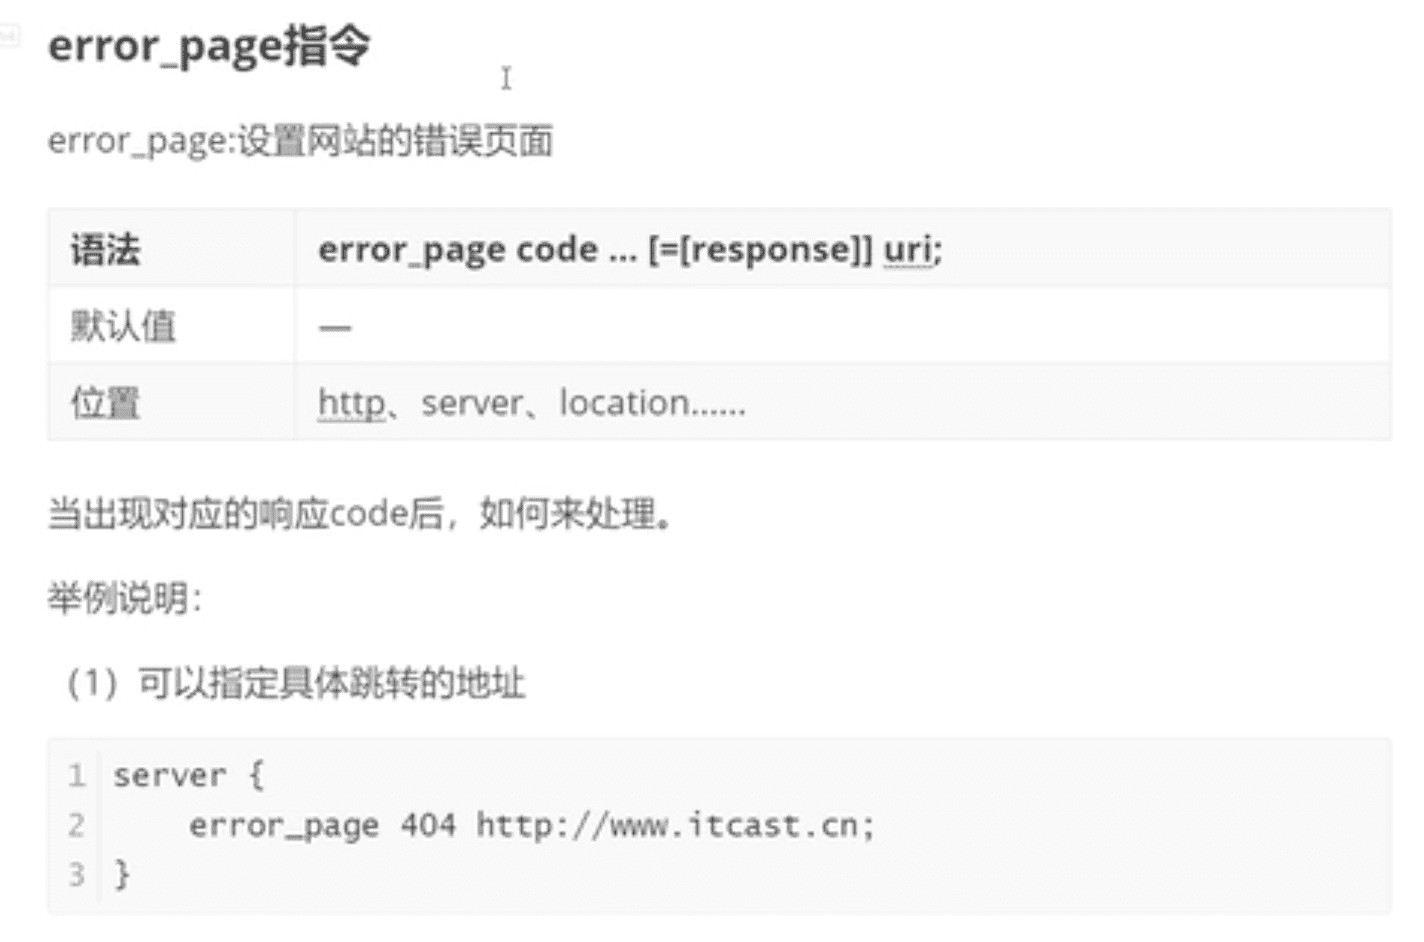 error_page指令
error_page:设置网站的错误页面
语法 error_page code ... [=[response]] uri;
默认值 —
位置 http、server、location......
当出现对应的响应code后，如何来处理。
举例说明：
（1）可以指定具体跳转的地址
1 server {
2     error_page 404 http://www.itcast.cn;
3 }